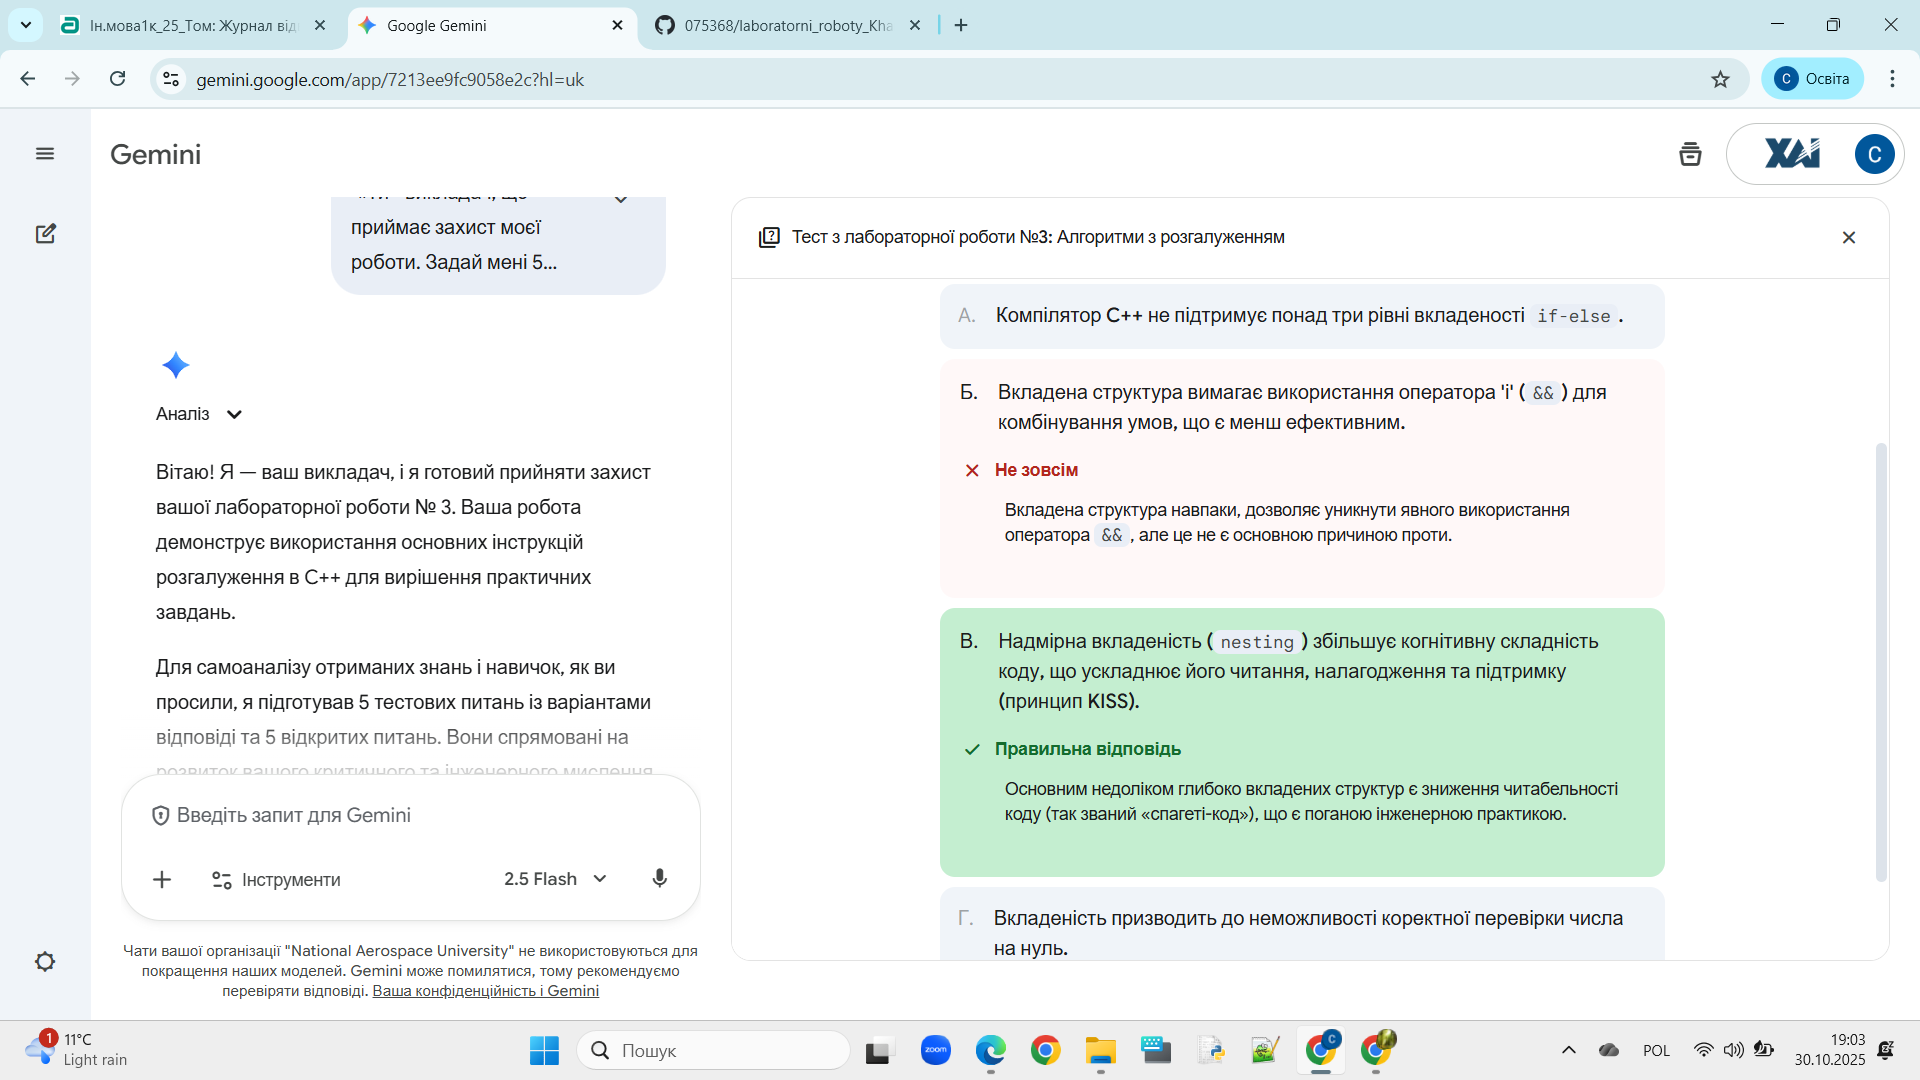 Ін.мова1к_25_Том: Журнал від
Google Gemini
075368/laboratorni_roboty_Kha
gemini.google.com/app/7213ee9fc9058e2c?hl=uk
С Освіта
Gemini
XAI
С
приймає захист моєї
роботи. Задай мені 5...
Аналіз
Вітаю! Я — ваш викладач, і я готовий прийняти захист
вашої лабораторної роботи № 3. Ваша робота
демонструє використання основних інструкцій
розгалуження в C++ для вирішення практичних
завдань.
Для самоаналізу отриманих знань і навичок, як ви
просили, я підготував 5 тестових питань із варіантами
відповіді та 5 відкритих питань. Вони спрямовані на
розвиток вашого критичного та інженерного мислення
Введіть запит для Gemini
Інструменти
2.5 Flash
Чати вашої організації "National Aerospace University" не використовуються для
покращення наших моделей. Gemini може помилятися, тому рекомендуємо
перевіряти відповіді. Ваша конфіденційність і Gemini
Тест з лабораторної роботи №3: Алгоритми з розгалуженням
А. Компілятор C++ не підтримує понад три рівні вкладеності if-else .
Б. Вкладена структура вимагає використання оператора 'і' ( && ) для
комбінування умов, що є менш ефективним.
Не зовсім
Вкладена структура навпаки, дозволяє уникнути явного використання
оператора && , але це не є основною причиною проти.
В. Надмірна вкладеність ( nesting ) збільшує когнітивну складність
коду, що ускладнює його читання, налагодження та підтримку
(принцип KISS).
Правильна відповідь
Основним недоліком глибоко вкладених структур є зниження читабельності
коду (так званий «спагеті-код»), що є поганою інженерною практикою.
Г. Вкладеність призводить до неможливості коректної перевірки числа
на нуль.
1
11°C
Light rain
Пошук
zoom
C
POL
19:03
30.10.2025